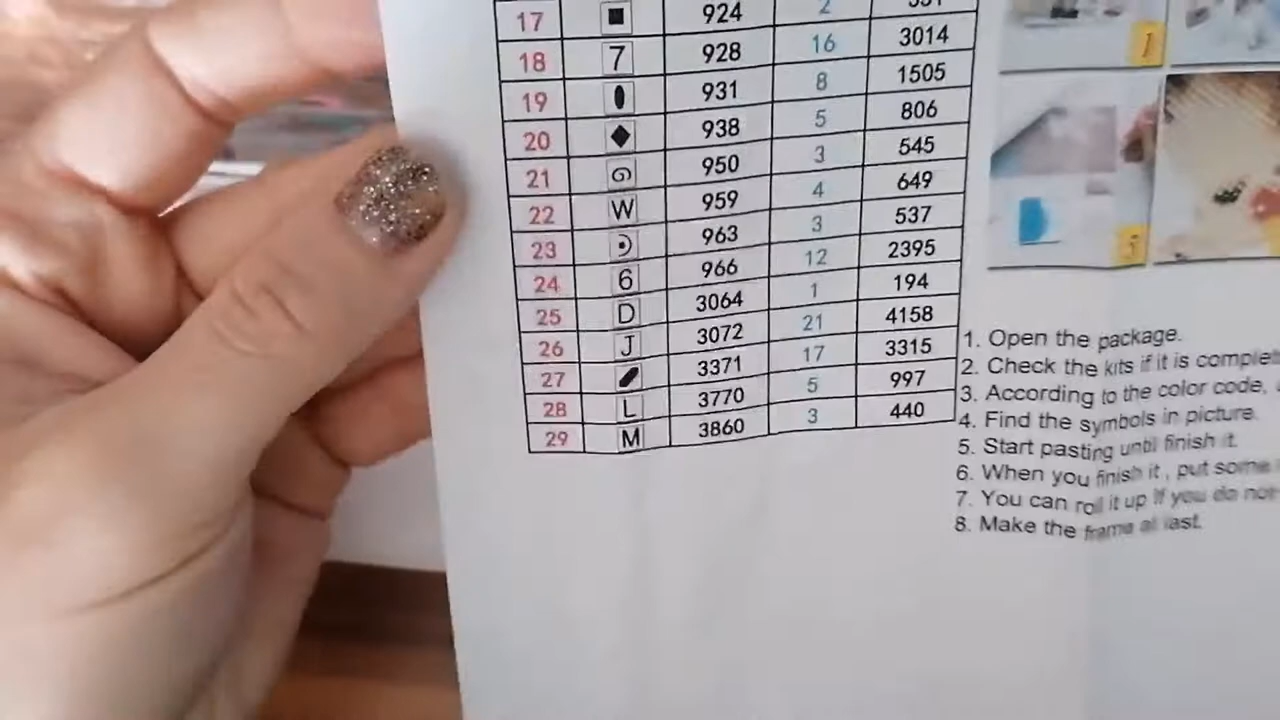 17 ■ 924 2
18 7 928 16 3014
19 931 8 1505
20 ◆ 938 5 806
21 950 3 545
22 W 959 4 649
23 963 3 537
24 6 966 12 2395
25 D 3064 1 194
26 J 3072 21 4158
27 3371 17 3315
28 L 3770 5 997
29 M 3860 3 440
1
5
1. Open the package.
2. Check the kits if it is complet
3. According to the color code,
4. Find the symbols in picture.
5. Start pasting until finish it.
6. When you finish it , put some
7. You can roll it up if you do not
8. Make the frame at last.